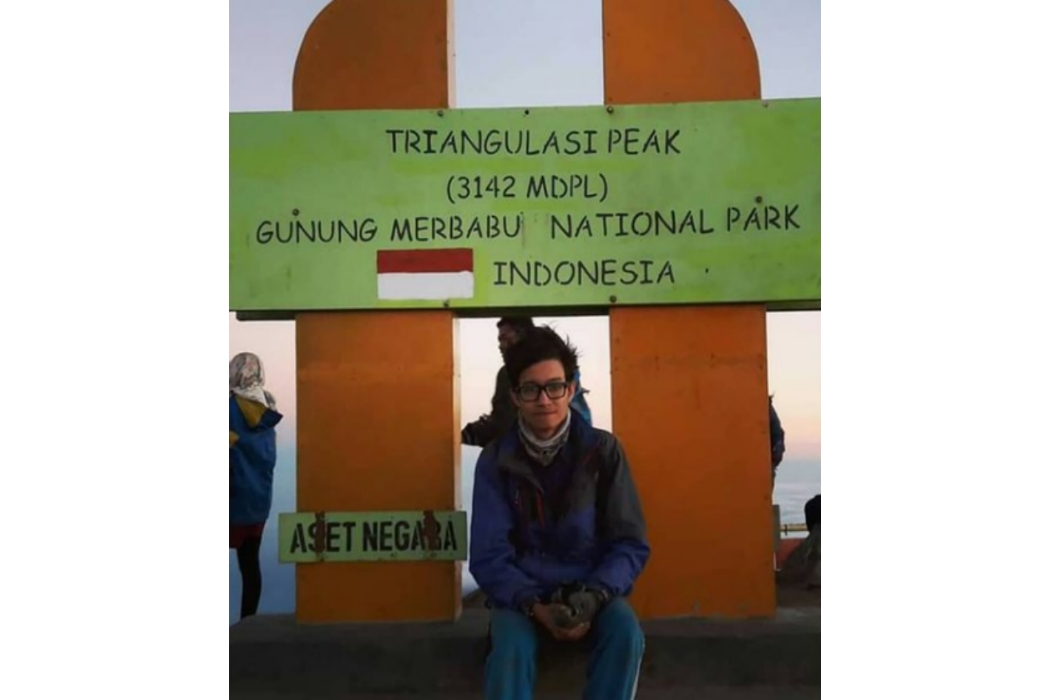 TRIANGULASI PEAK
(3142 MDPL)
GUNUNG MERBABU NATIONAL PARK
INDONESIA
ASET NEGARA